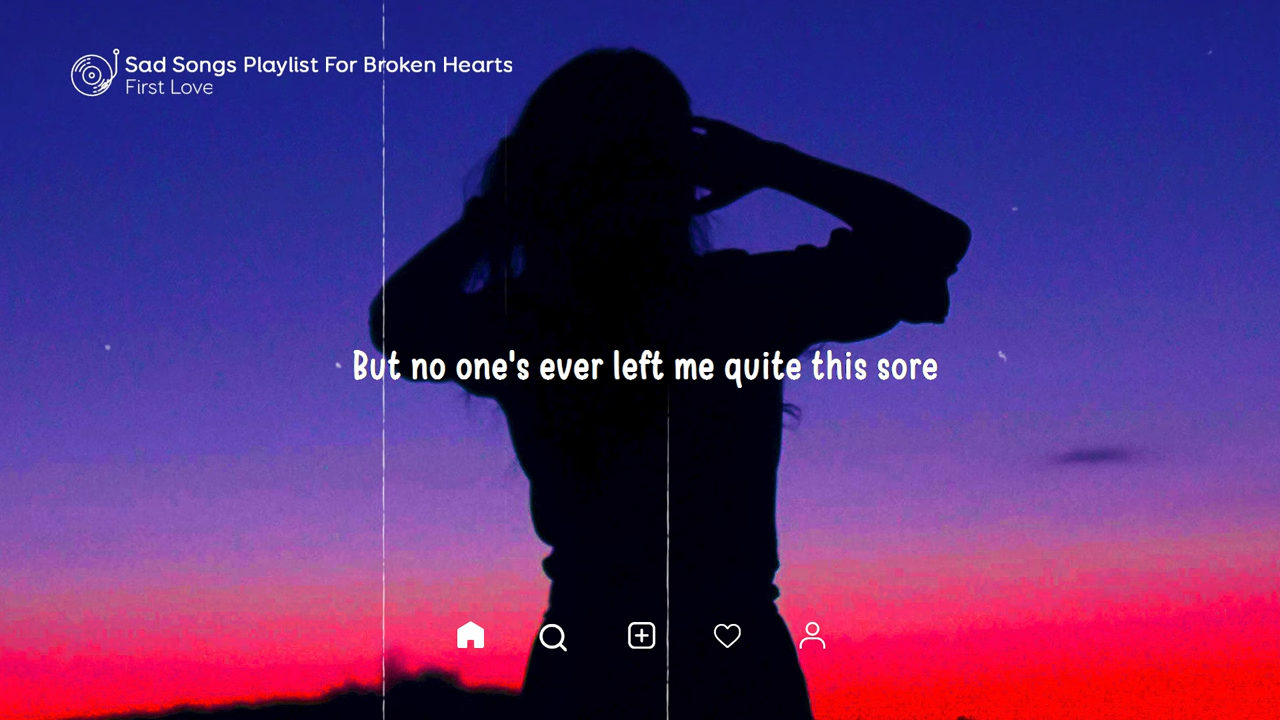 Sad Songs Playlist For Broken Hearts
First Love
But no one's ever left me quite this sore